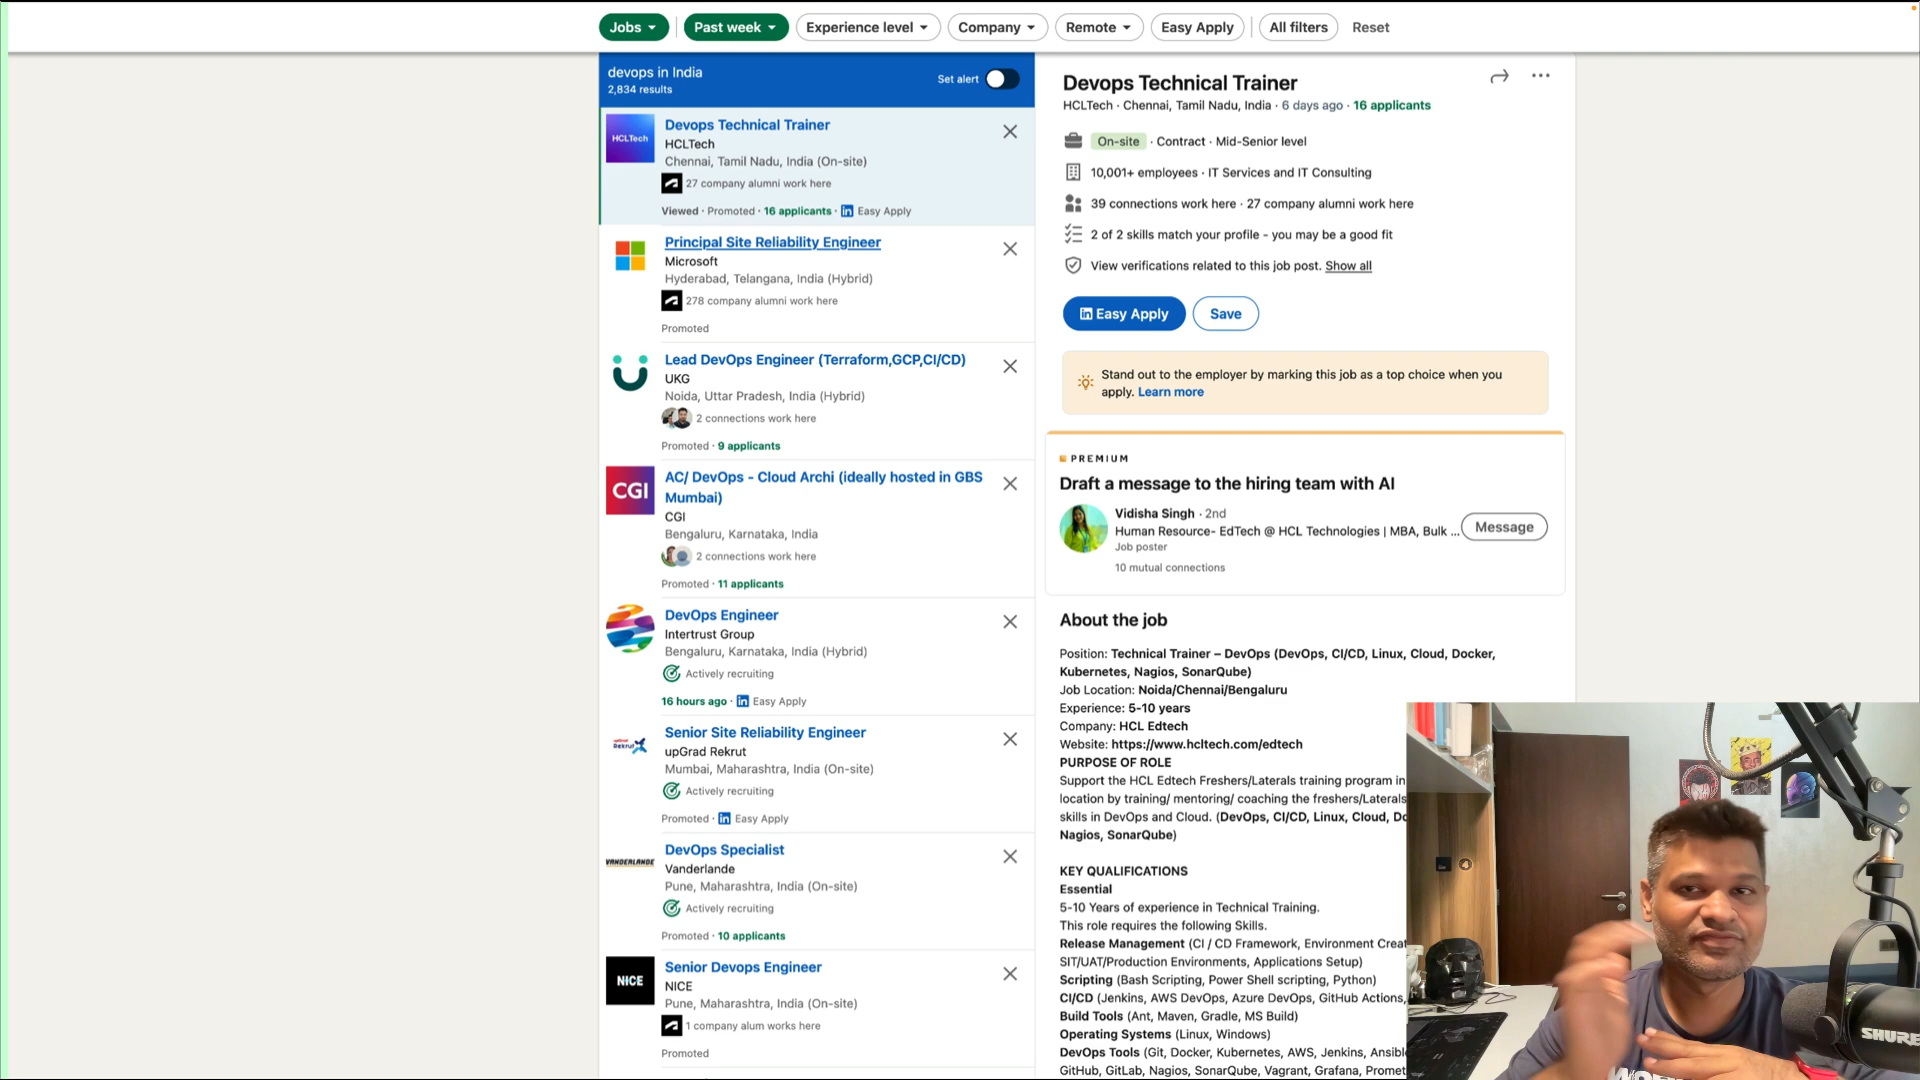 Jobs
Past week
Experience level
Company
Remote
Easy Apply
All filters
Reset
devops in India
2,834 results
Set alert
HCLTech
Devops Technical Trainer
HCLTech
Chennai, Tamil Nadu, India (On-site)
27 company alumni work here
Viewed · Promoted · 16 applicants · in Easy Apply
Principal Site Reliability Engineer
Microsoft
Hyderabad, Telangana, India (Hybrid)
278 company alumni work here
Promoted
Lead DevOps Engineer (Terraform,GCP,CI/CD)
UKG
Noida, Uttar Pradesh, India (Hybrid)
2 connections work here
Promoted · 9 applicants
CGI
AC/ DevOps - Cloud Archi (ideally hosted in GBS
Mumbai)
CGI
Bengaluru, Karnataka, India
2 connections work here
Promoted · 11 applicants
DevOps Engineer
Intertrust Group
Bengaluru, Karnataka, India (Hybrid)
Actively recruiting
16 hours ago · in Easy Apply
upGrad
Rekrut
Senior Site Reliability Engineer
upGrad Rekrut
Mumbai, Maharashtra, India (On-site)
Actively recruiting
Promoted · in Easy Apply
VANDERLANDE
DevOps Specialist
Vanderlande
Pune, Maharashtra, India (On-site)
Actively recruiting
Promoted · 10 applicants
NICE
Senior Devops Engineer
NICE
Pune, Maharashtra, India (On-site)
1 company alum works here
Promoted
Devops Technical Trainer
HCLTech · Chennai, Tamil Nadu, India · 6 days ago · 16 applicants
On-site · Contract · Mid-Senior level
10,001+ employees · IT Services and IT Consulting
39 connections work here · 27 company alumni work here
2 of 2 skills match your profile - you may be a good fit
View verifications related to this job post. Show all
in Easy Apply
Save
Stand out to the employer by marking this job as a top choice when you
apply. Learn more
PREMIUM
Draft a message to the hiring team with AI
Vidisha Singh · 2nd
Human Resource- EdTech @ HCL Technologies | MBA, Bulk ...
Message
Job poster
10 mutual connections
About the job
Position: Technical Trainer – DevOps (DevOps, CI/CD, Linux, Cloud, Docker,
Kubernetes, Nagios, SonarQube)
Job Location: Noida/Chennai/Bengaluru
Experience: 5-10 years
Company: HCL Edtech
Website: https://www.hcltech.com/edtech
PURPOSE OF ROLE
Support the HCL Edtech Freshers/Laterals training program in
location by training/ mentoring/ coaching the freshers/Laterals
skills in DevOps and Cloud. (DevOps, CI/CD, Linux, Cloud, Do
Nagios, SonarQube)
KEY QUALIFICATIONS
Essential
5-10 Years of experience in Technical Training.
This role requires the following Skills.
Release Management (CI / CD Framework, Environment Creat
SIT/UAT/Production Environments, Applications Setup)
Scripting (Bash Scripting, Power Shell scripting, Python)
CI/CD (Jenkins, AWS DevOps, Azure DevOps, GitHub Actions,
Build Tools (Ant, Maven, Gradle, MS Build)
Operating Systems (Linux, Windows)
DevOps Tools (Git, Docker, Kubernetes, AWS, Jenkins, Ansibl
GitHub, GitLab, Nagios, SonarQube, Vagrant, Grafana, Promet
SHURE